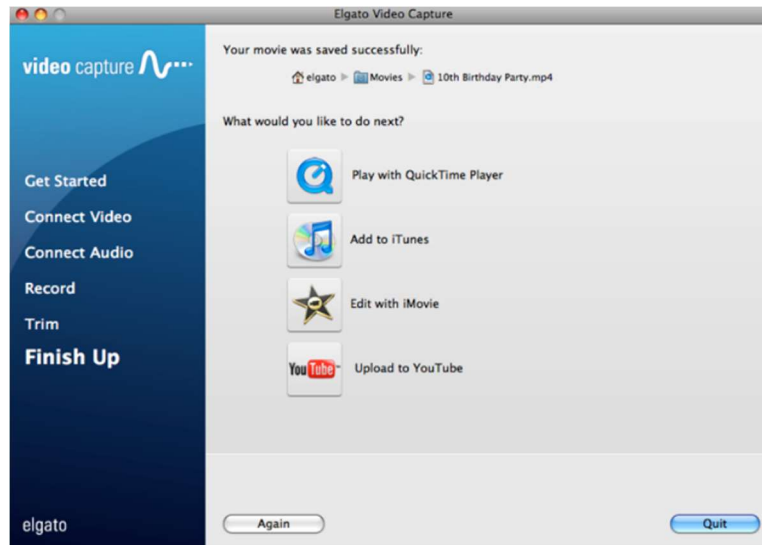 Elgato Video Capture
video capture
Get Started
Connect Video
Connect Audio
Record
Trim
Finish Up
elgato
Your movie was saved successfully:
elgato ▶ Movies ▶ 10th Birthday Party.mp4
What would you like to do next?
Play with QuickTime Player
Add to iTunes
Edit with iMovie
YouTube
Upload to YouTube
Again
Quit